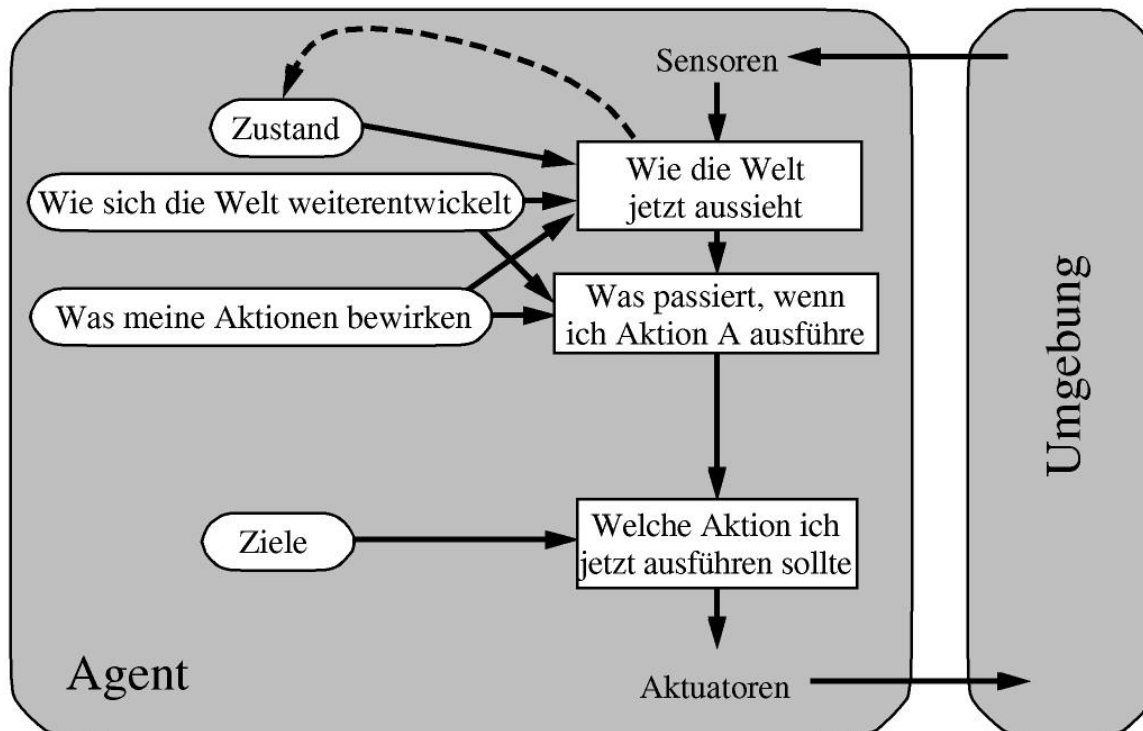 Sensoren
Zustand
Wie die Welt
jetzt aussieht
Wie sich die Welt weiterentwickelt
Was meine Aktionen bewirken
Was passiert, wenn
ich Aktion A ausführe
Ziele
Welche Aktion ich
jetzt ausführen sollte
Agent
Aktuatoren
Umgebung